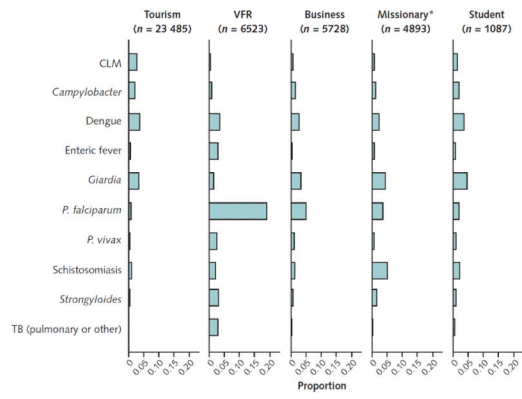 Tourism VFR Business Missionary* Student
(n = 23 485) (n = 6523) (n = 5728) (n = 4893) (n = 1087)
CLM
Campylobacter
Dengue
Enteric fever
Giardia
P. falciparum
P. vivax
Schistosomiasis
Strongyloides
TB (pulmonary or other)
0 0.05 0.10 0.15 0.20 0 0.05 0.10 0.15 0.20 0 0.05 0.10 0.15 0.20 0 0.05 0.10 0.15 0.20 0 0.05 0.10 0.15 0.20
Proportion